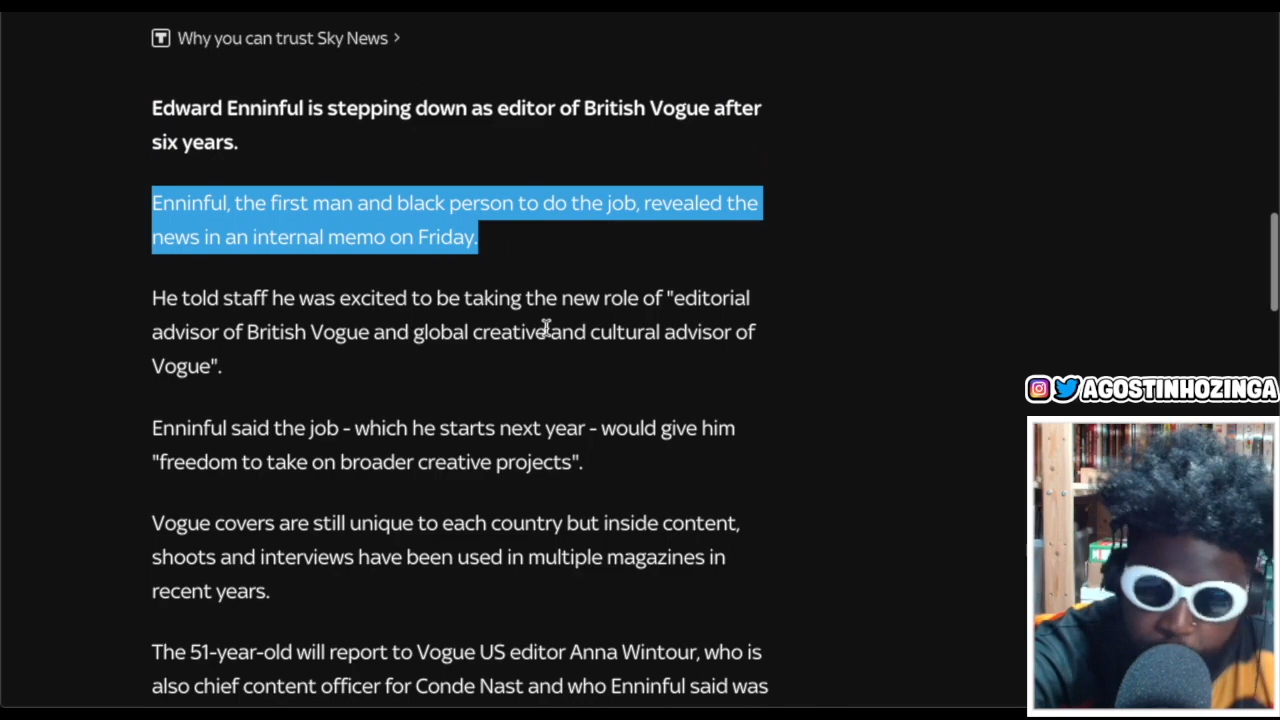 Why you can trust Sky News >
Edward Enninful is stepping down as editor of British Vogue after
six years.
Enninful, the first man and black person to do the job, revealed the
news in an internal memo on Friday.
He told staff he was excited to be taking the new role of "editorial
advisor of British Vogue and global creative and cultural advisor of
Vogue".
Enninful said the job - which he starts next year - would give him
"freedom to take on broader creative projects".
Vogue covers are still unique to each country but inside content,
shoots and interviews have been used in multiple magazines in
recent years.
The 51-year-old will report to Vogue US editor Anna Wintour, who is
also chief content officer for Conde Nast and who Enninful said was
AGOSTINHOZINGA